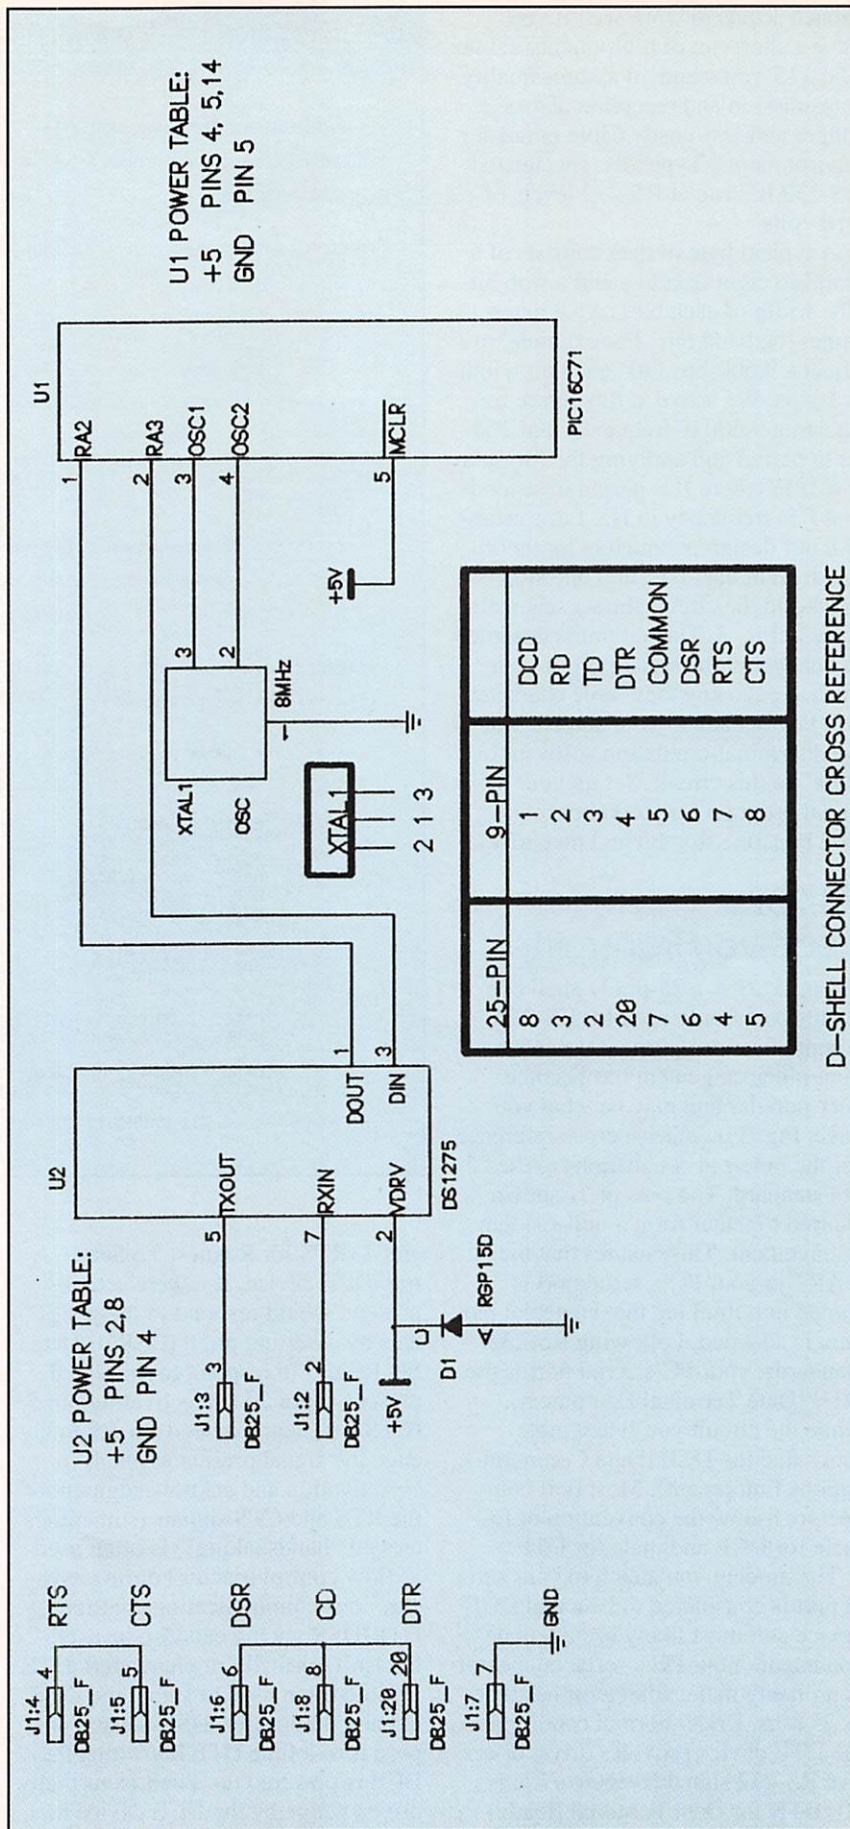 J1:4 4 RTS
DB25_F
J1:5 5 CTS
DB25_F
J1:6 6 DSR
DB25_F
J1:8 8 CD
DB25_F
J1:20 20 DTR
DB25_F
J1:7 7 GND
DB25_F
U2 POWER TABLE:
+5 PINS 2,8
GND PIN 4
J1:3 3
DB25_F
J1:2 2
DB25_F
+5V
D1
RGP15D
U2
5 TXOUT
7 RXIN
2 VDRV
DOUT 1
DIN 3
DS1275
XTAL1
OSC
3
2
1
8MHz
XTAL1
2 1 3
+5V
U1
1 RA2
2 RA3
3 OSC1
4 OSC2
5 MCLR
PIC16C71
U1 POWER TABLE:
+5 PINS 4, 5,14
GND PIN 5
25-PIN 9-PIN
8 1 DCD
3 2 RD
2 3 TD
20 4 DTR
7 5 COMMON
6 6 DSR
4 7 RTS
5 8 CTS
D-SHELL CONNECTOR CROSS REFERENCE